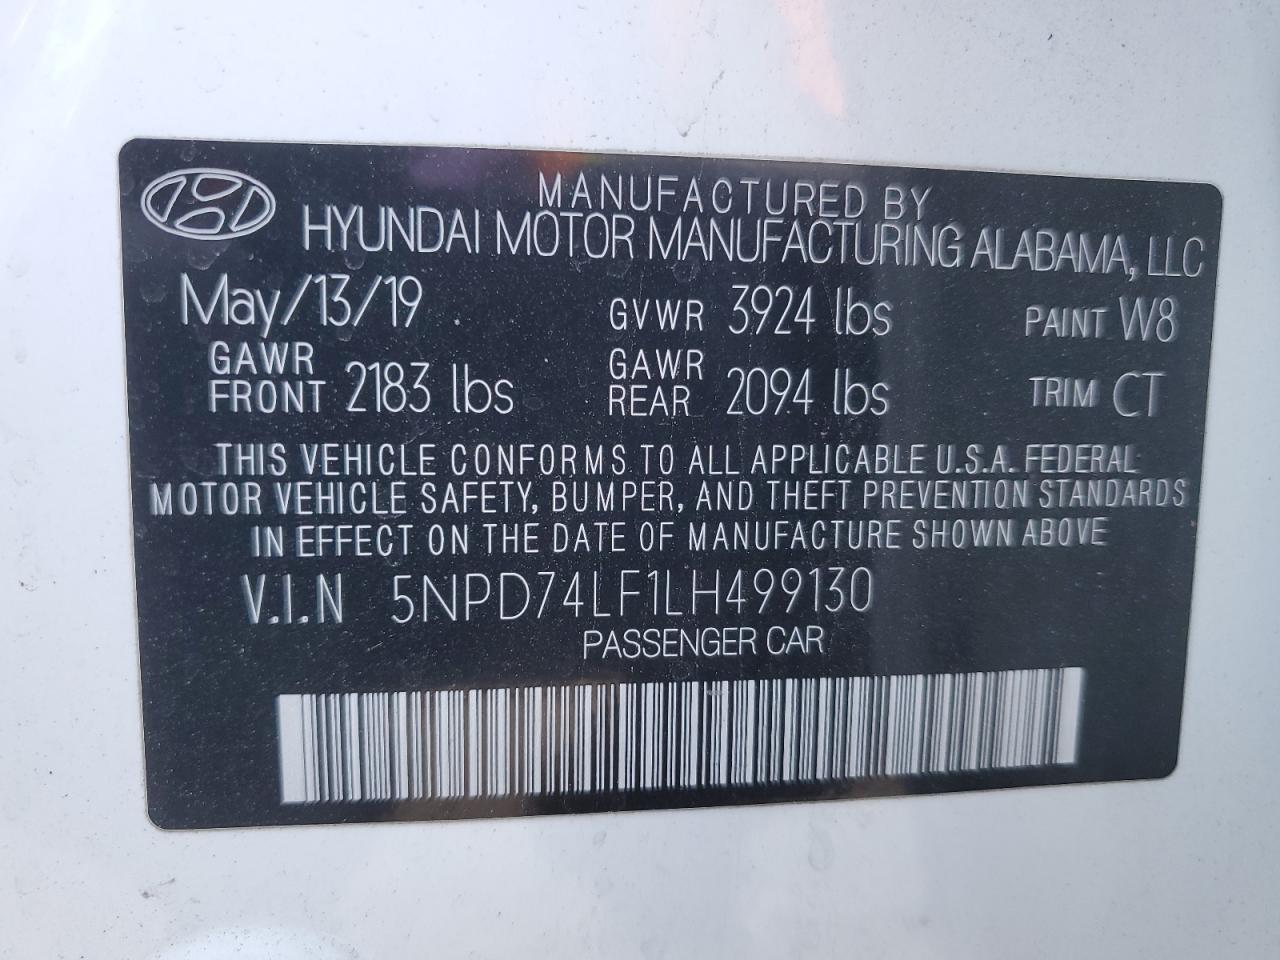 MANUFACTURED BY
HYUNDAI MOTOR MANUFACTURING ALABAMA, LLC
May/13/19 GVWR 3924 lbs PAINT W8
GAWR FRONT 2183 lbs GAWR REAR 2094 lbs TRIM CT
THIS VEHICLE CONFORMS TO ALL APPLICABLE U.S.A. FEDERAL
MOTOR VEHICLE SAFETY, BUMPER, AND THEFT PREVENTION STANDARDS
IN EFFECT ON THE DATE OF MANUFACTURE SHOWN ABOVE
V.I.N 5NPD74LF1LH499130
PASSENGER CAR